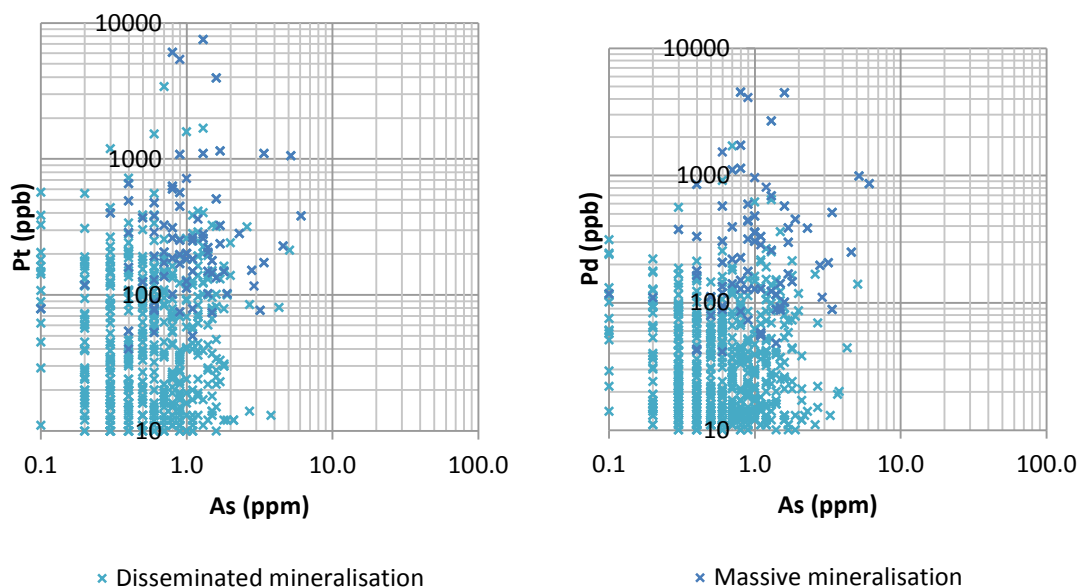 10000
1000
100
10
Pt (ppb)
0.1 1.0 10.0 100.0
As (ppm)
10000
1000
100
10
Pd (ppb)
0.1 1.0 10.0 100.0
As (ppm)
Disseminated mineralisation
Massive mineralisation